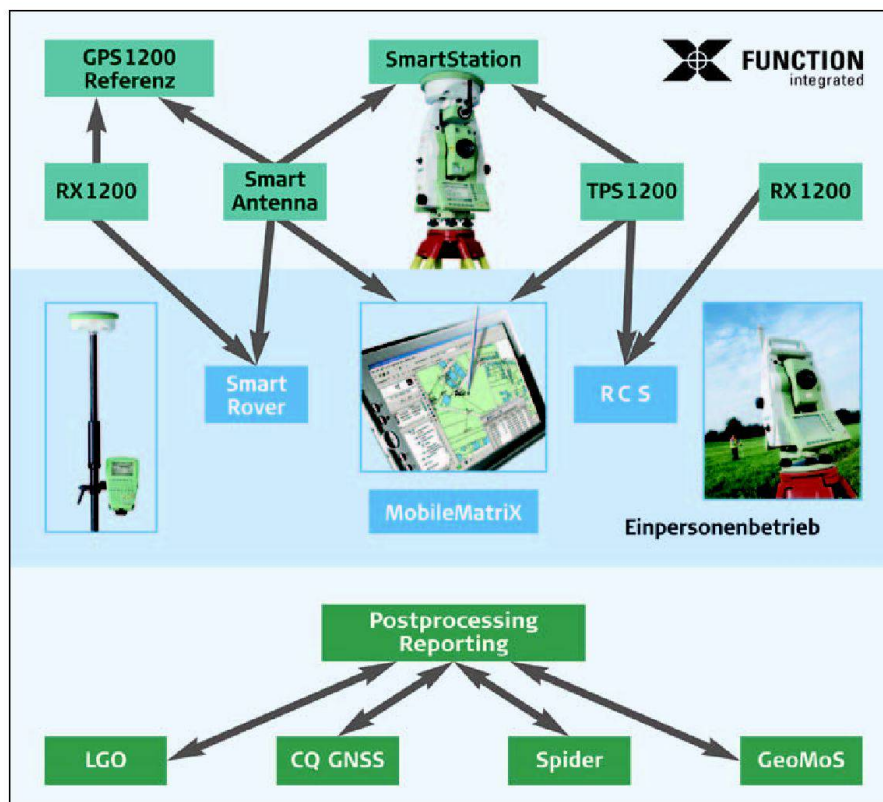 GPS1200
Referenz
SmartStation
FUNCTION
integrated
RX1200
Smart
Antenna
TPS1200
RX1200
Smart
Rover
RCS
MobileMatriX
Einpersonenbetrieb
Postprocessing
Reporting
LGO
CQ GNSS
Spider
GeoMoS